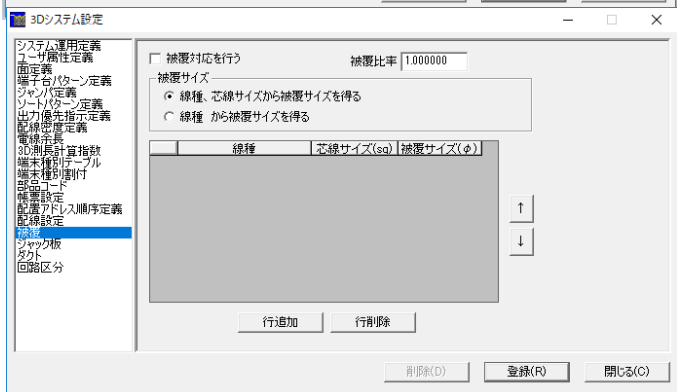 3Dシステム設定
システム運用定義
ユーザ属性定義
面定義
端子台パターン定義
ジャンパ定義
ソートパターン定義
出力優先指示定義
配線密度定義
電線余長
3D測長計算指数
端末種別テーブル
端末種別割付
部品コード
帳票設定
配置アドレス順序定義
配線設定
被覆
ジャック板
ダクト
回路区分
被覆対応を行う
被覆比率 1.000000
被覆サイズ
線種、芯線サイズから被覆サイズを得る
線種 から被覆サイズを得る
線種 芯線サイズ(sq) 被覆サイズ(φ)
↑
↓
行追加 行削除
削除(D) 登録(R) 閉じる(C)